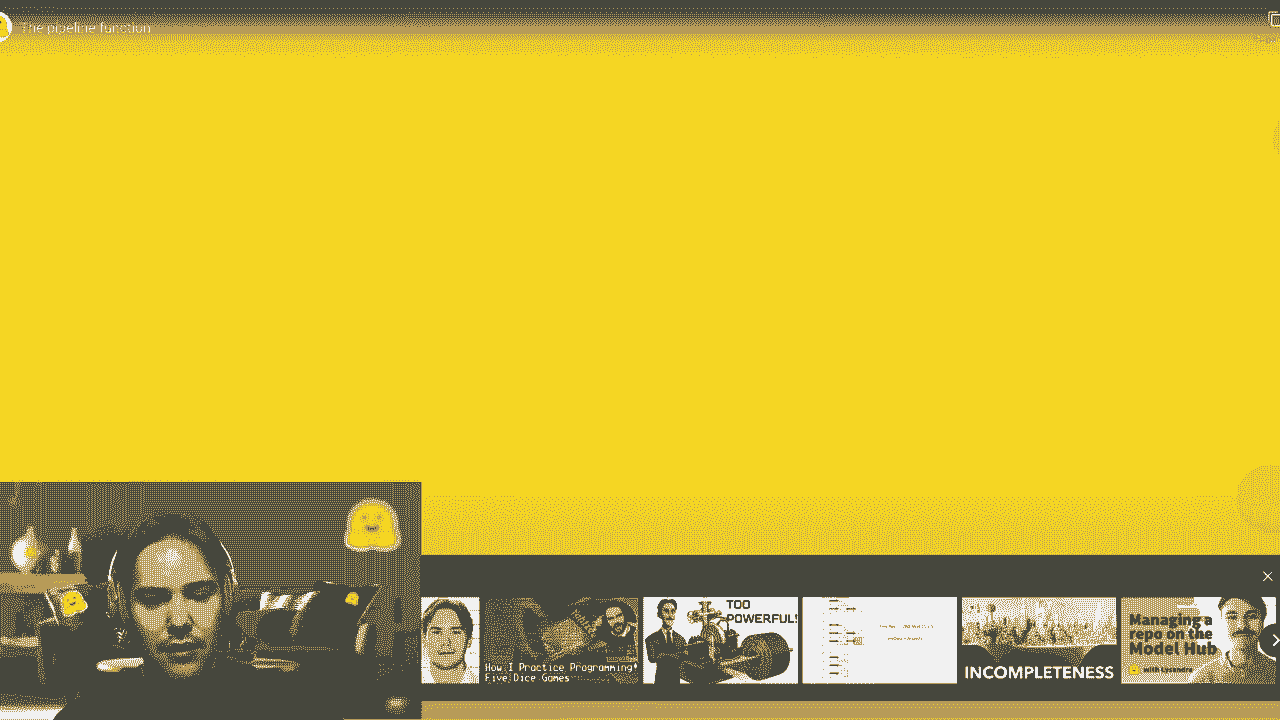 The pipeline function
TOO
POWERFUL!
How I Practice Programming
Five Dice Games
INCOMPLETENESS
Managing a
repo on the
Model Hub
with Lysandre